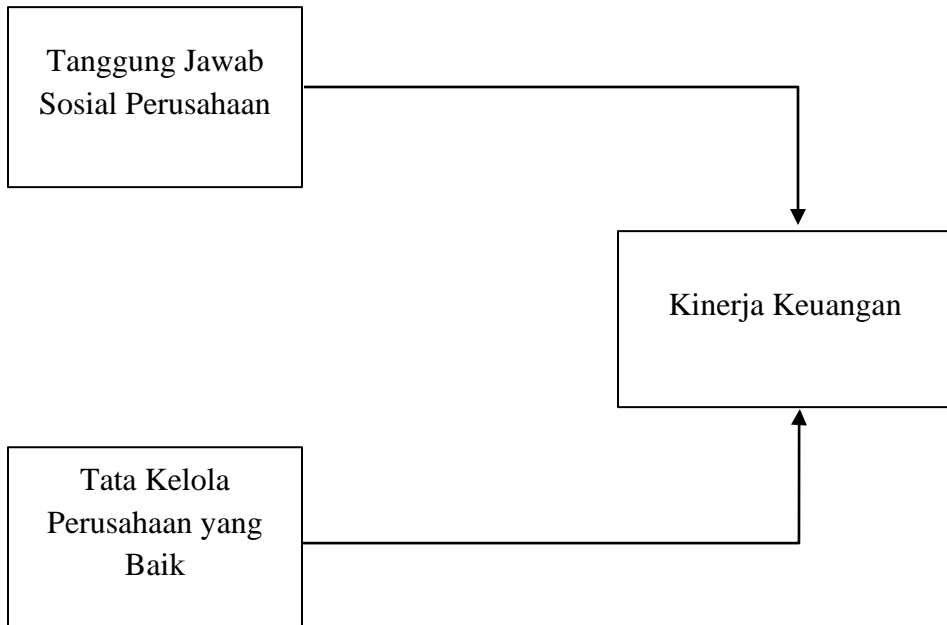 Tanggung Jawab
Sosial Perusahaan
Kinerja Keuangan
Tata Kelola
Perusahaan yang
Baik